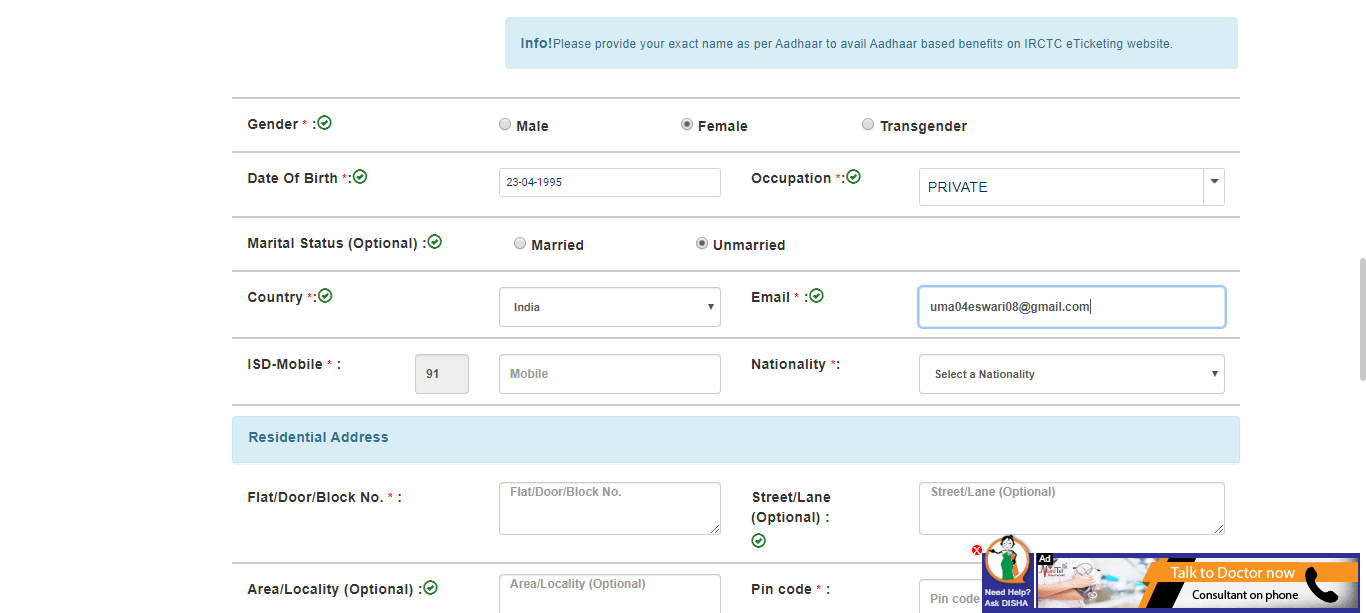 Info!Please provide your exact name as per Aadhaar to avail Aadhaar based benefits on IRCTC eTicketing website.
Gender * : Male Female Transgender
Date Of Birth *: 23-04-1995 Occupation *: PRIVATE
Marital Status (Optional) : Married Unmarried
Country *: India Email * : uma04eswari08@gmail.com
ISD-Mobile * : 91 Mobile Nationality *: Select a Nationality
Residential Address
Flat/Door/Block No. * : Flat/Door/Block No. Street/Lane Street/Lane (Optional)
(Optional) :
Area/Locality (Optional) : Area/Locality (Optional) Pin code * : Pin code
Need Help?
Ask DISHA
Ad
Talk to Doctor now
Consultant on phone